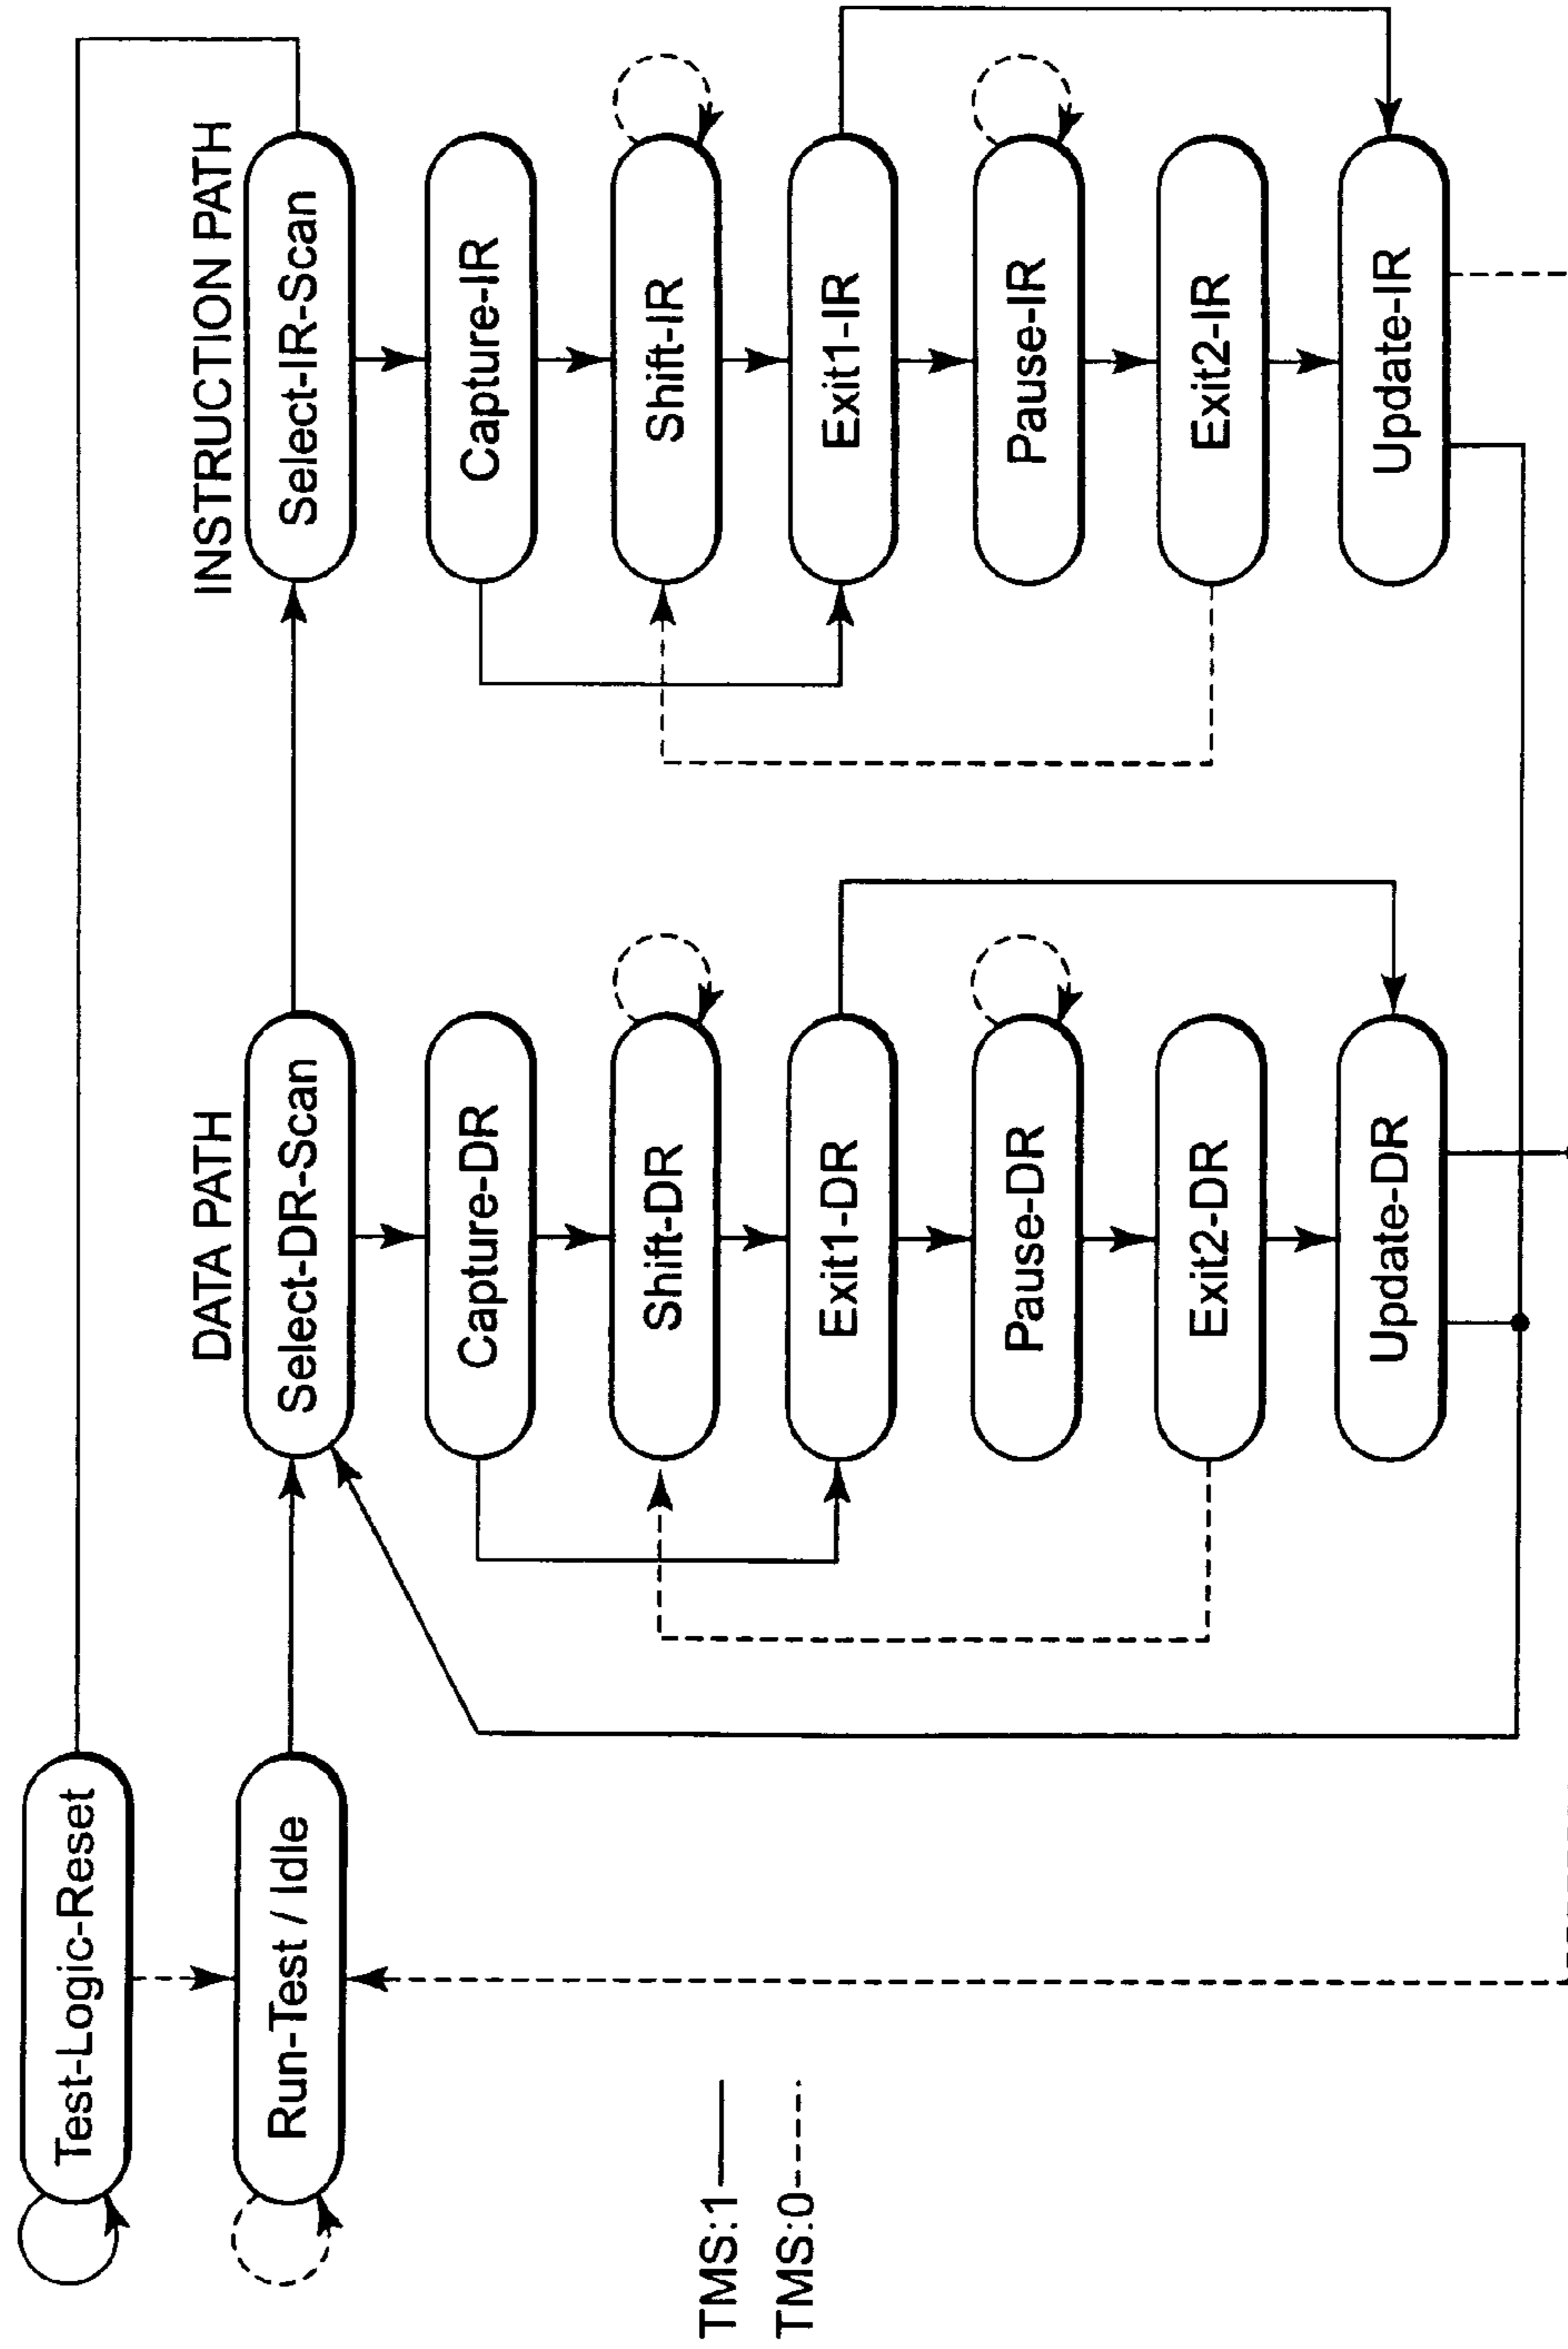 Test-Logic-Reset
Run-Test / Idle
DATA PATH
Select-DR-Scan
Capture-DR
Shift-DR
Exit1-DR
Pause-DR
Exit2-DR
Update-DR
INSTRUCTION PATH
Select-IR-Scan
Capture-IR
Shift-IR
Exit1-IR
Pause-IR
Exit2-IR
Update-IR
TMS:1
TMS:0